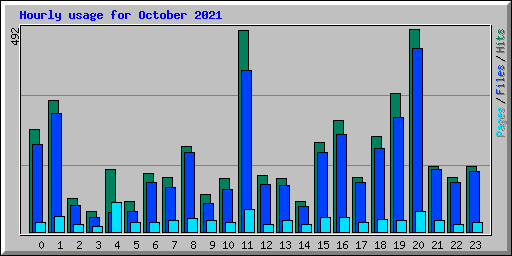 Hourly usage for October 2021
492
Pages/Files/Hits
0 1 2 3 4 5 6 7 8 9 10 11 12 13 14 15 16 17 18 19 20 21 22 23